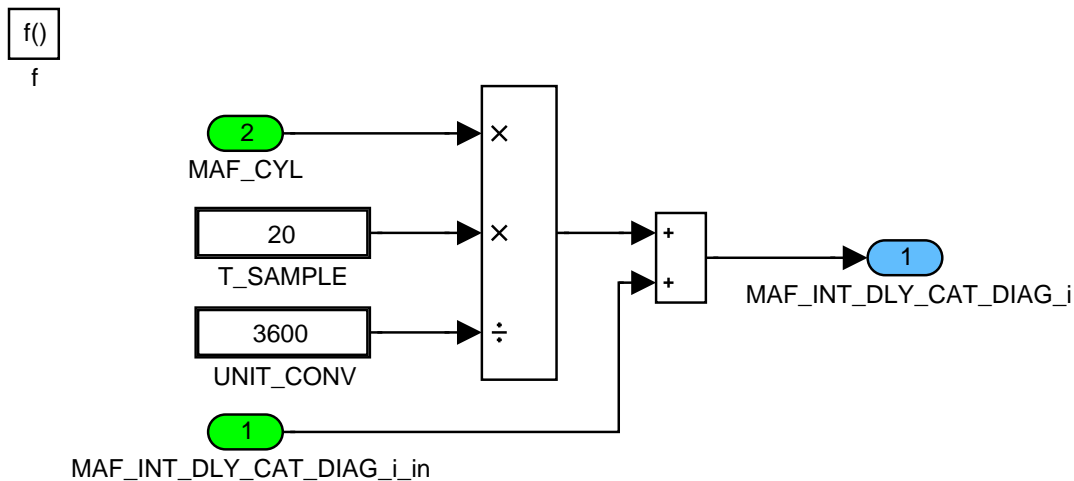 f()
f
2
×
MAF_CYL
20
×
+
T_SAMPLE
1
+
MAF_INT_DLY_CAT_DIAG_i
3600
÷
UNIT_CONV
1
MAF_INT_DLY_CAT_DIAG_i_in